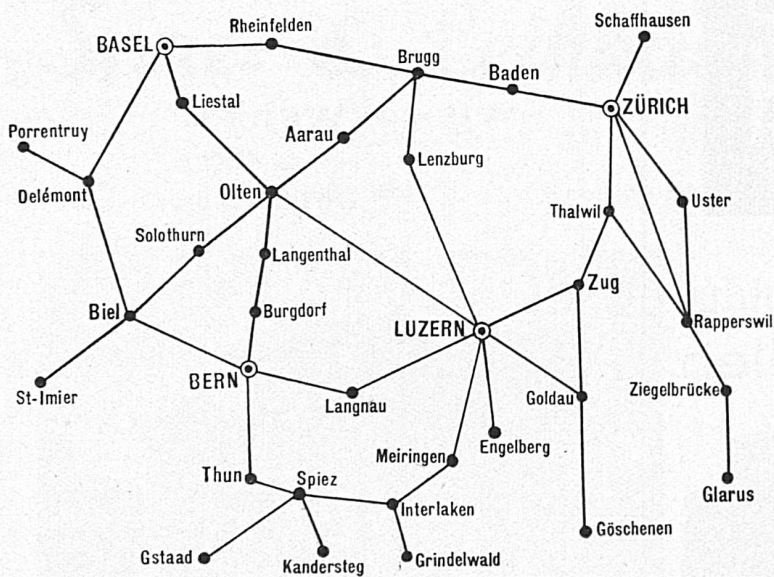 Schaffhausen
Rheinfelden
BASEL
Brugg
Baden
ZÜRICH
Liestal
Porrentruy
Aarau
Lenzburg
Delémont
Olten
Thalwil
Uster
Solothurn
Langenthal
Zug
Biel
Burgdorf
LUZERN
Rapperswil
BERN
St-Imier
Langnau
Goldau
Ziegelbrücke
Engelberg
Meiringen
Thun
Spiez
Glarus
Interlaken
Göschenen
Gstaad
Kandersteg
Grindelwald